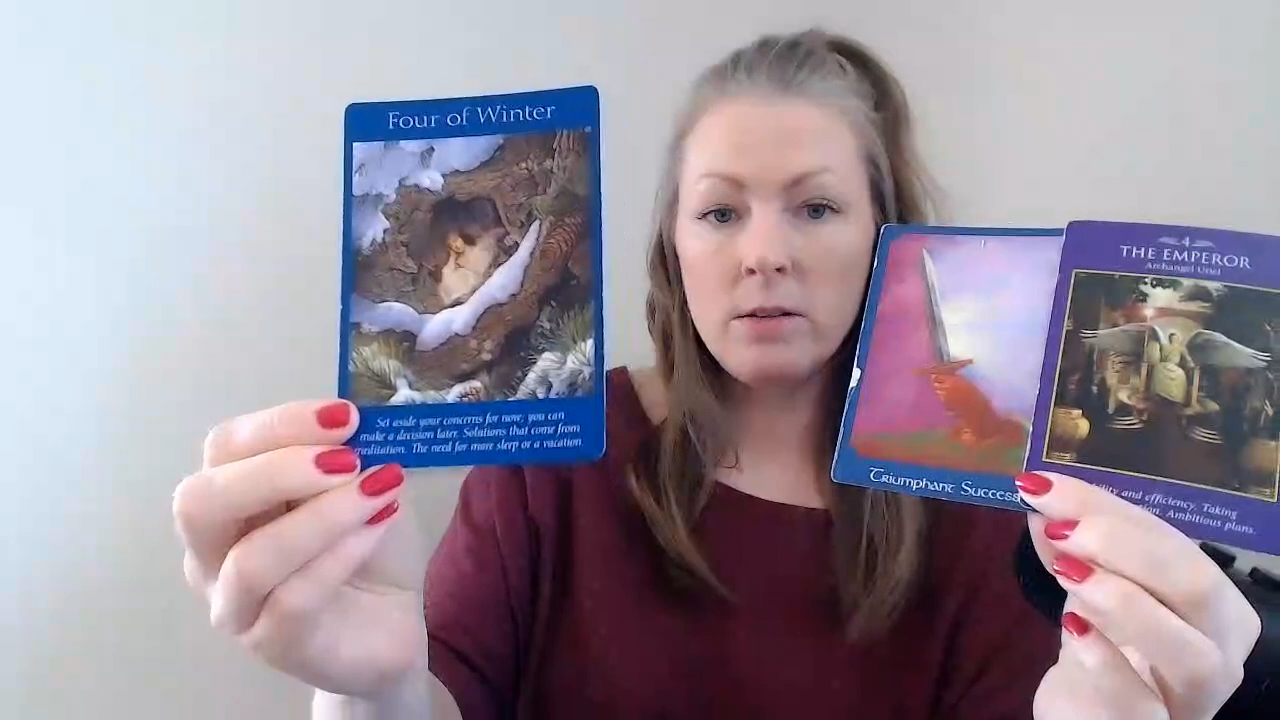 Four of Winter
Set aside your concerns for now; you can
make a decision later. Solutions that come from
meditation. The need for more sleep or a vacation
Triumphant Success
4
THE EMPEROR
Archangel Uriel
and efficiency. Taking
Ambitious plans.